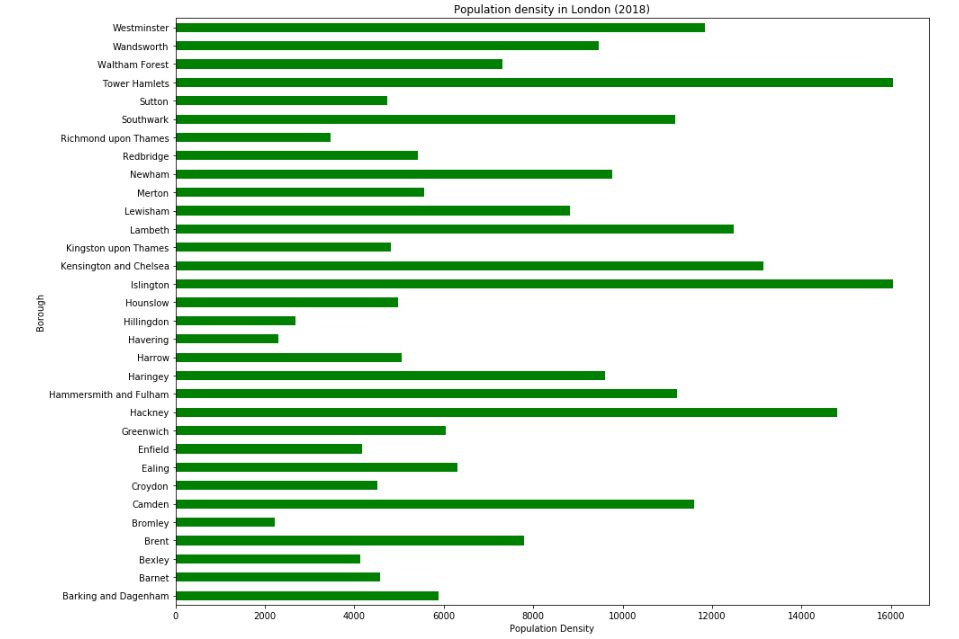 Population density in London (2018)
Westminster
Wandsworth
Waltham Forest
Tower Hamlets
Sutton
Southwark
Richmond upon Thames
Redbridge
Newham
Merton
Lewisham
Lambeth
Kingston upon Thames
Kensington and Chelsea
Islington
Hounslow
Hillingdon
Havering
Harrow
Haringey
Hammersmith and Fulham
Hackney
Greenwich
Enfield
Ealing
Croydon
Camden
Bromley
Brent
Bexley
Barnet
Barking and Dagenham
Borough
0 2000 4000 6000 8000 10000 12000 14000 16000
Population Density